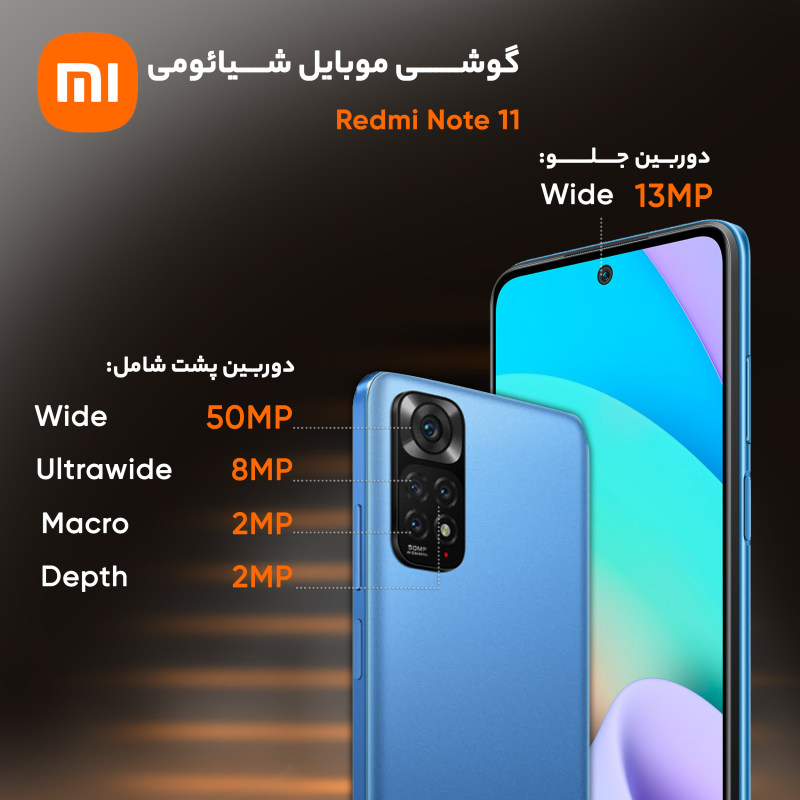 mi
گوشی موبایل شیائومی
Redmi Note 11
دوربین جلو:
Wide 13MP
دوربین پشت شامل:
Wide 50MP
Ultrawide 8MP
Macro 2MP
Depth 2MP
50MP